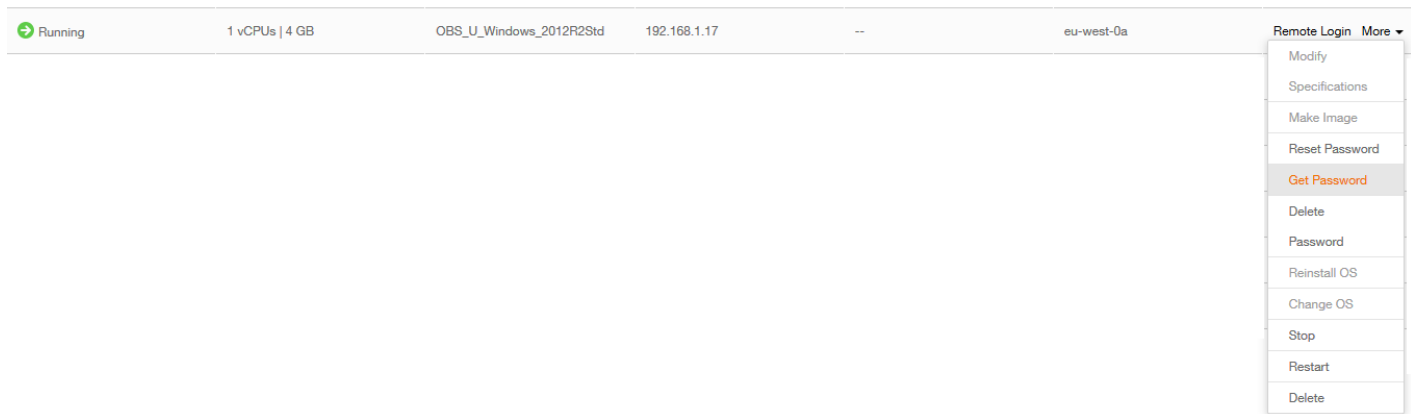 Running 1 vCPUs | 4 GB OBS_U_Windows_2012R2Std 192.168.1.17 -- eu-west-0a Remote Login More
Modify
Specifications
Make Image
Reset Password
Get Password
Delete
Password
Reinstall OS
Change OS
Stop
Restart
Delete